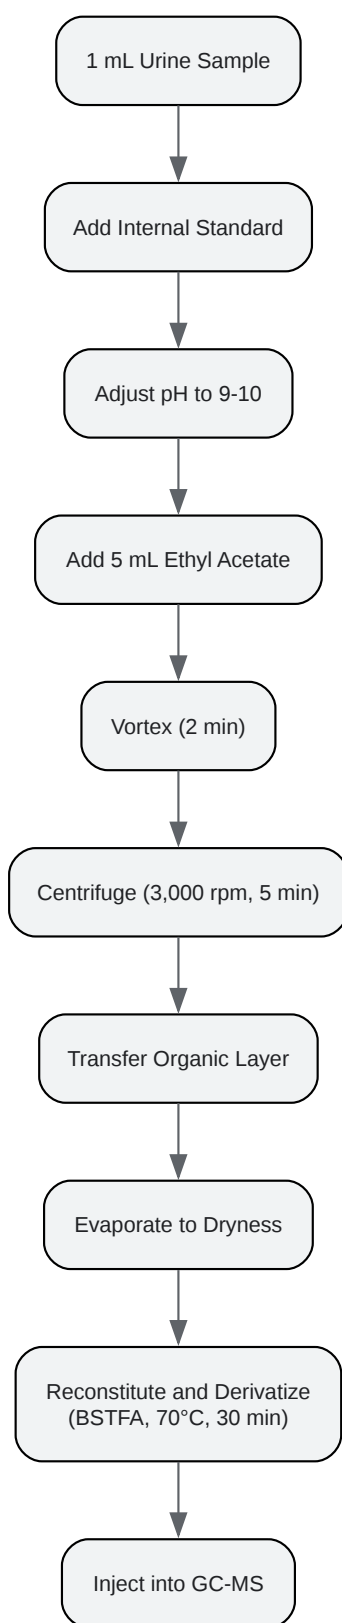 1 mL Urine Sample
Add Internal Standard
Adjust pH to 9-10
Add 5 mL Ethyl Acetate
Vortex (2 min)
Centrifuge (3,000 rpm, 5 min)
Transfer Organic Layer
Evaporate to Dryness
Reconstitute and Derivatize
(BSTFA, 70°C, 30 min)
Inject into GC-MS